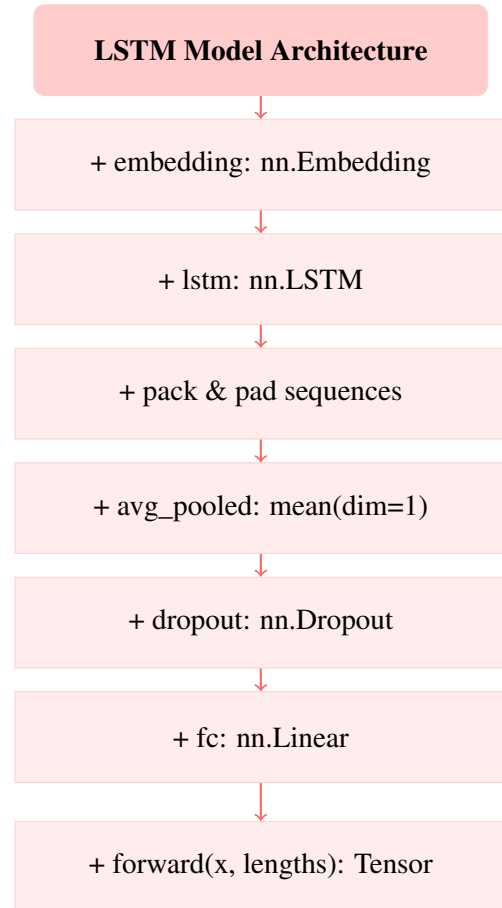 LSTM Model Architecture
+ embedding: nn.Embedding
+ lstm: nn.LSTM
+ pack & pad sequences
+ avg_pooled: mean(dim=1)
+ dropout: nn.Dropout
+ fc: nn.Linear
+ forward(x, lengths): Tensor